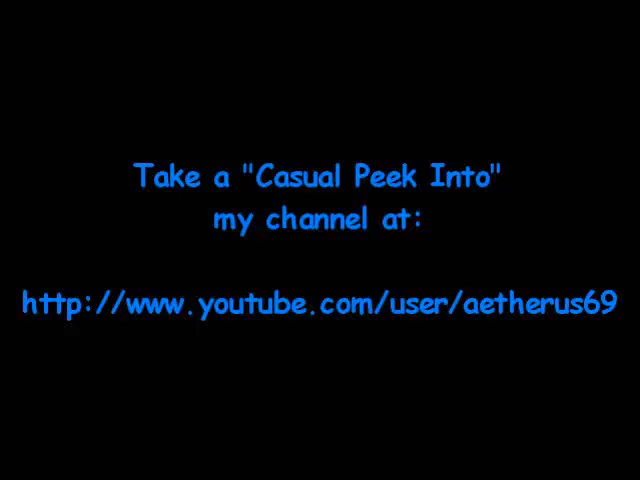 Take a "Casual Peek Into"
my channel at:
http://www.youtube.com/user/aetherus69